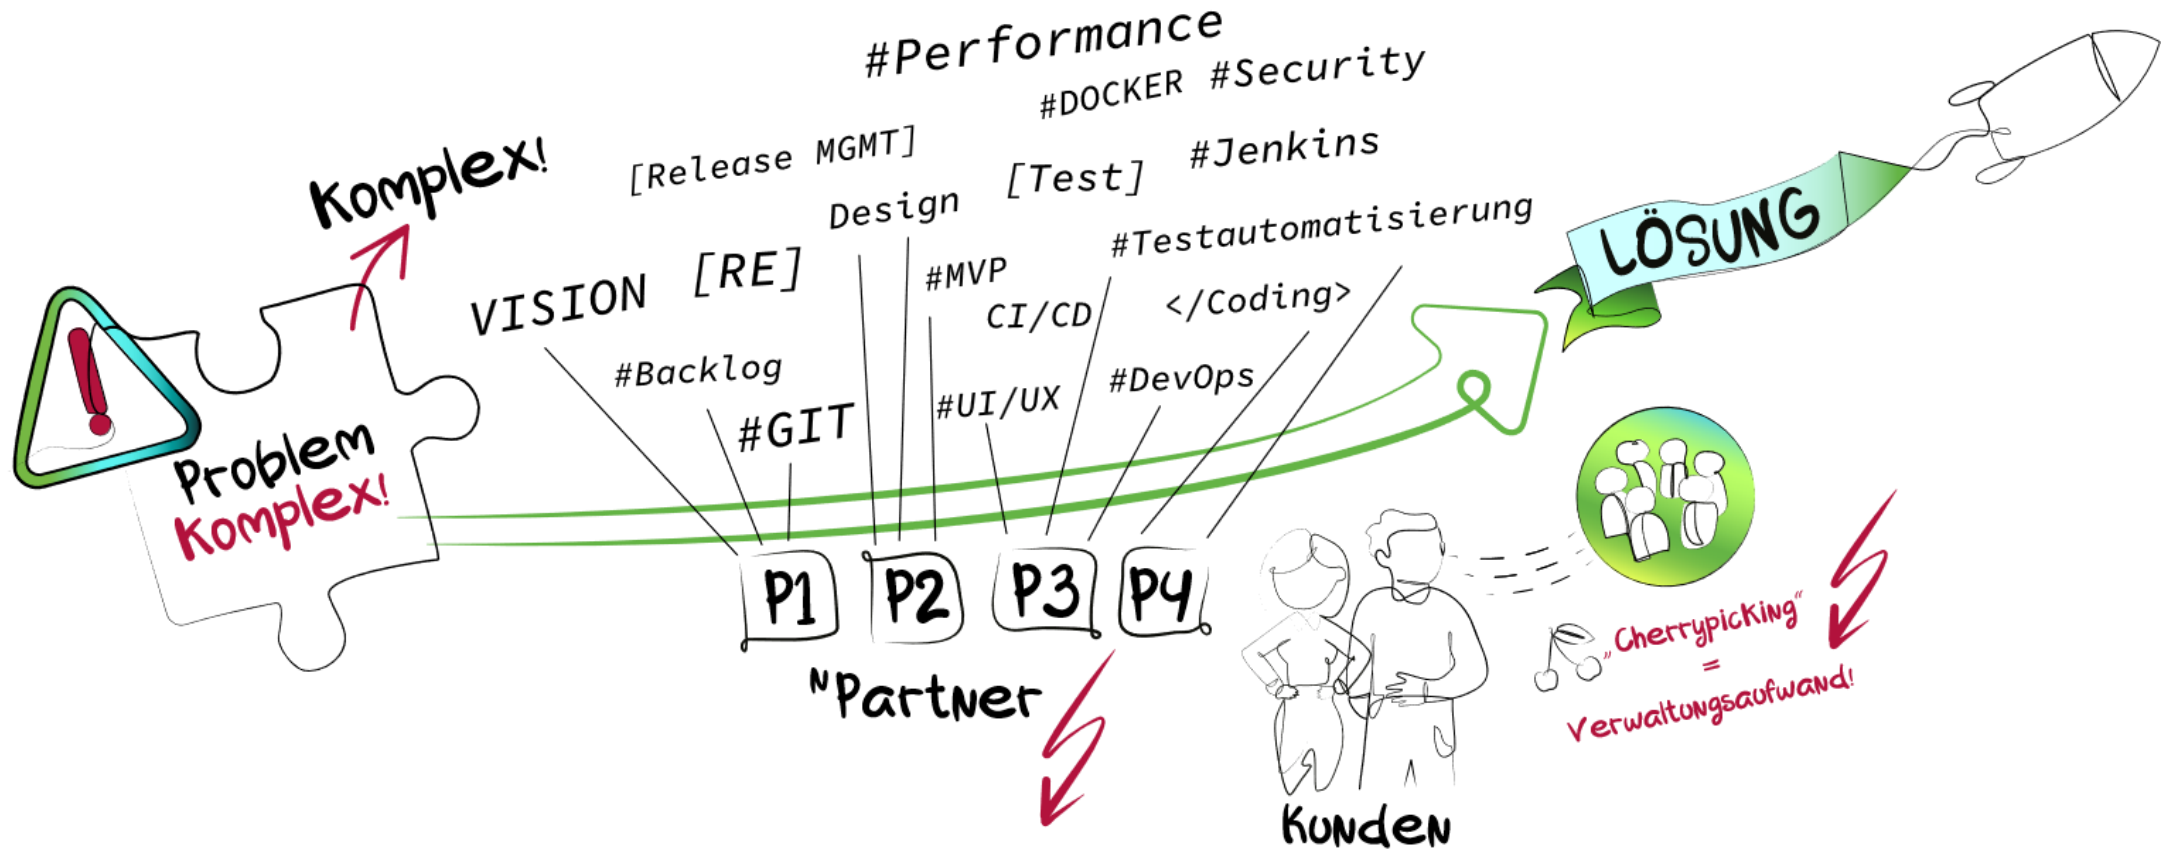 #Performance
#DOCKER #Security
Komplex!
[Release MGMT]
[Test]
#Jenkins
Design
#Testautomatisierung
LÖSUNG
VISION
[RE]
#MVP
CI/CD
</Coding>
#Backlog
#UI/UX
#DevOps
#GIT
Problem
Komplex!
P1
P2
P3
P4
N Partner
Kunden
„Cherrypicking“
=
Verwaltungsaufwand!